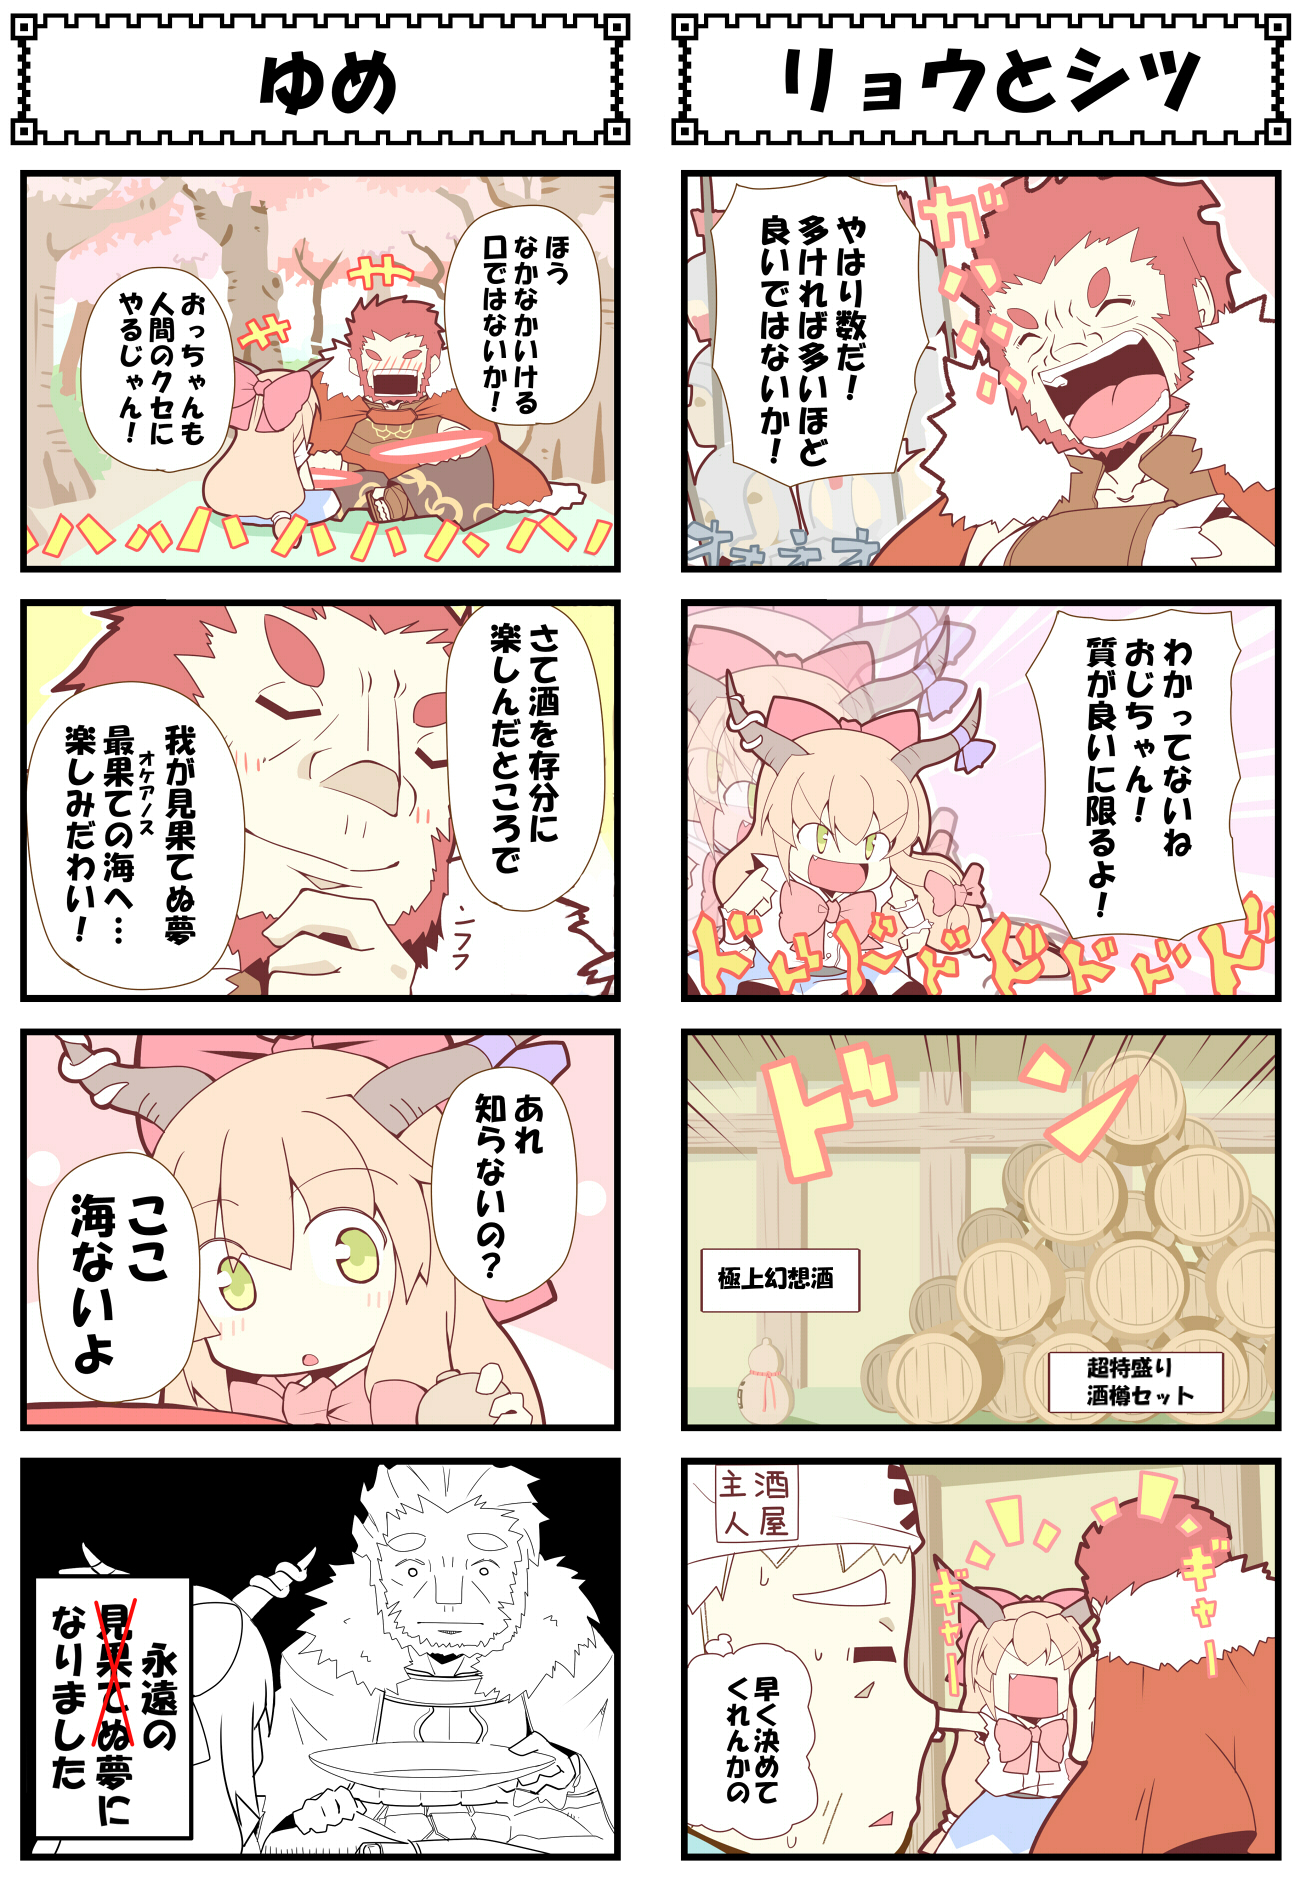 リョウとシツ
やはり数だ！
多ければ多いほど
良いではないか！
ガハハハハ
オォォオオ
わかってないね
おじちゃん！
質が良いに限るよ！
ドドドドドドドドド
ドン
極上幻想酒
超特盛り
酒樽セット
酒屋
主人
ギャー
ギャー
早く決めて
くれんかの
ゆめ
ほう
なかなかいける
口ではないか！
おっちゃんも
人間のクセに
やるじゃん！
さて酒を存分に
楽しんだところで
我が見果てぬ夢
最果ての海へ…
オケアノス
楽しみだわい！
ンフフ
あれ
知らないの？
ここ
海ないよ
永遠の
見果てぬ夢に
なりました